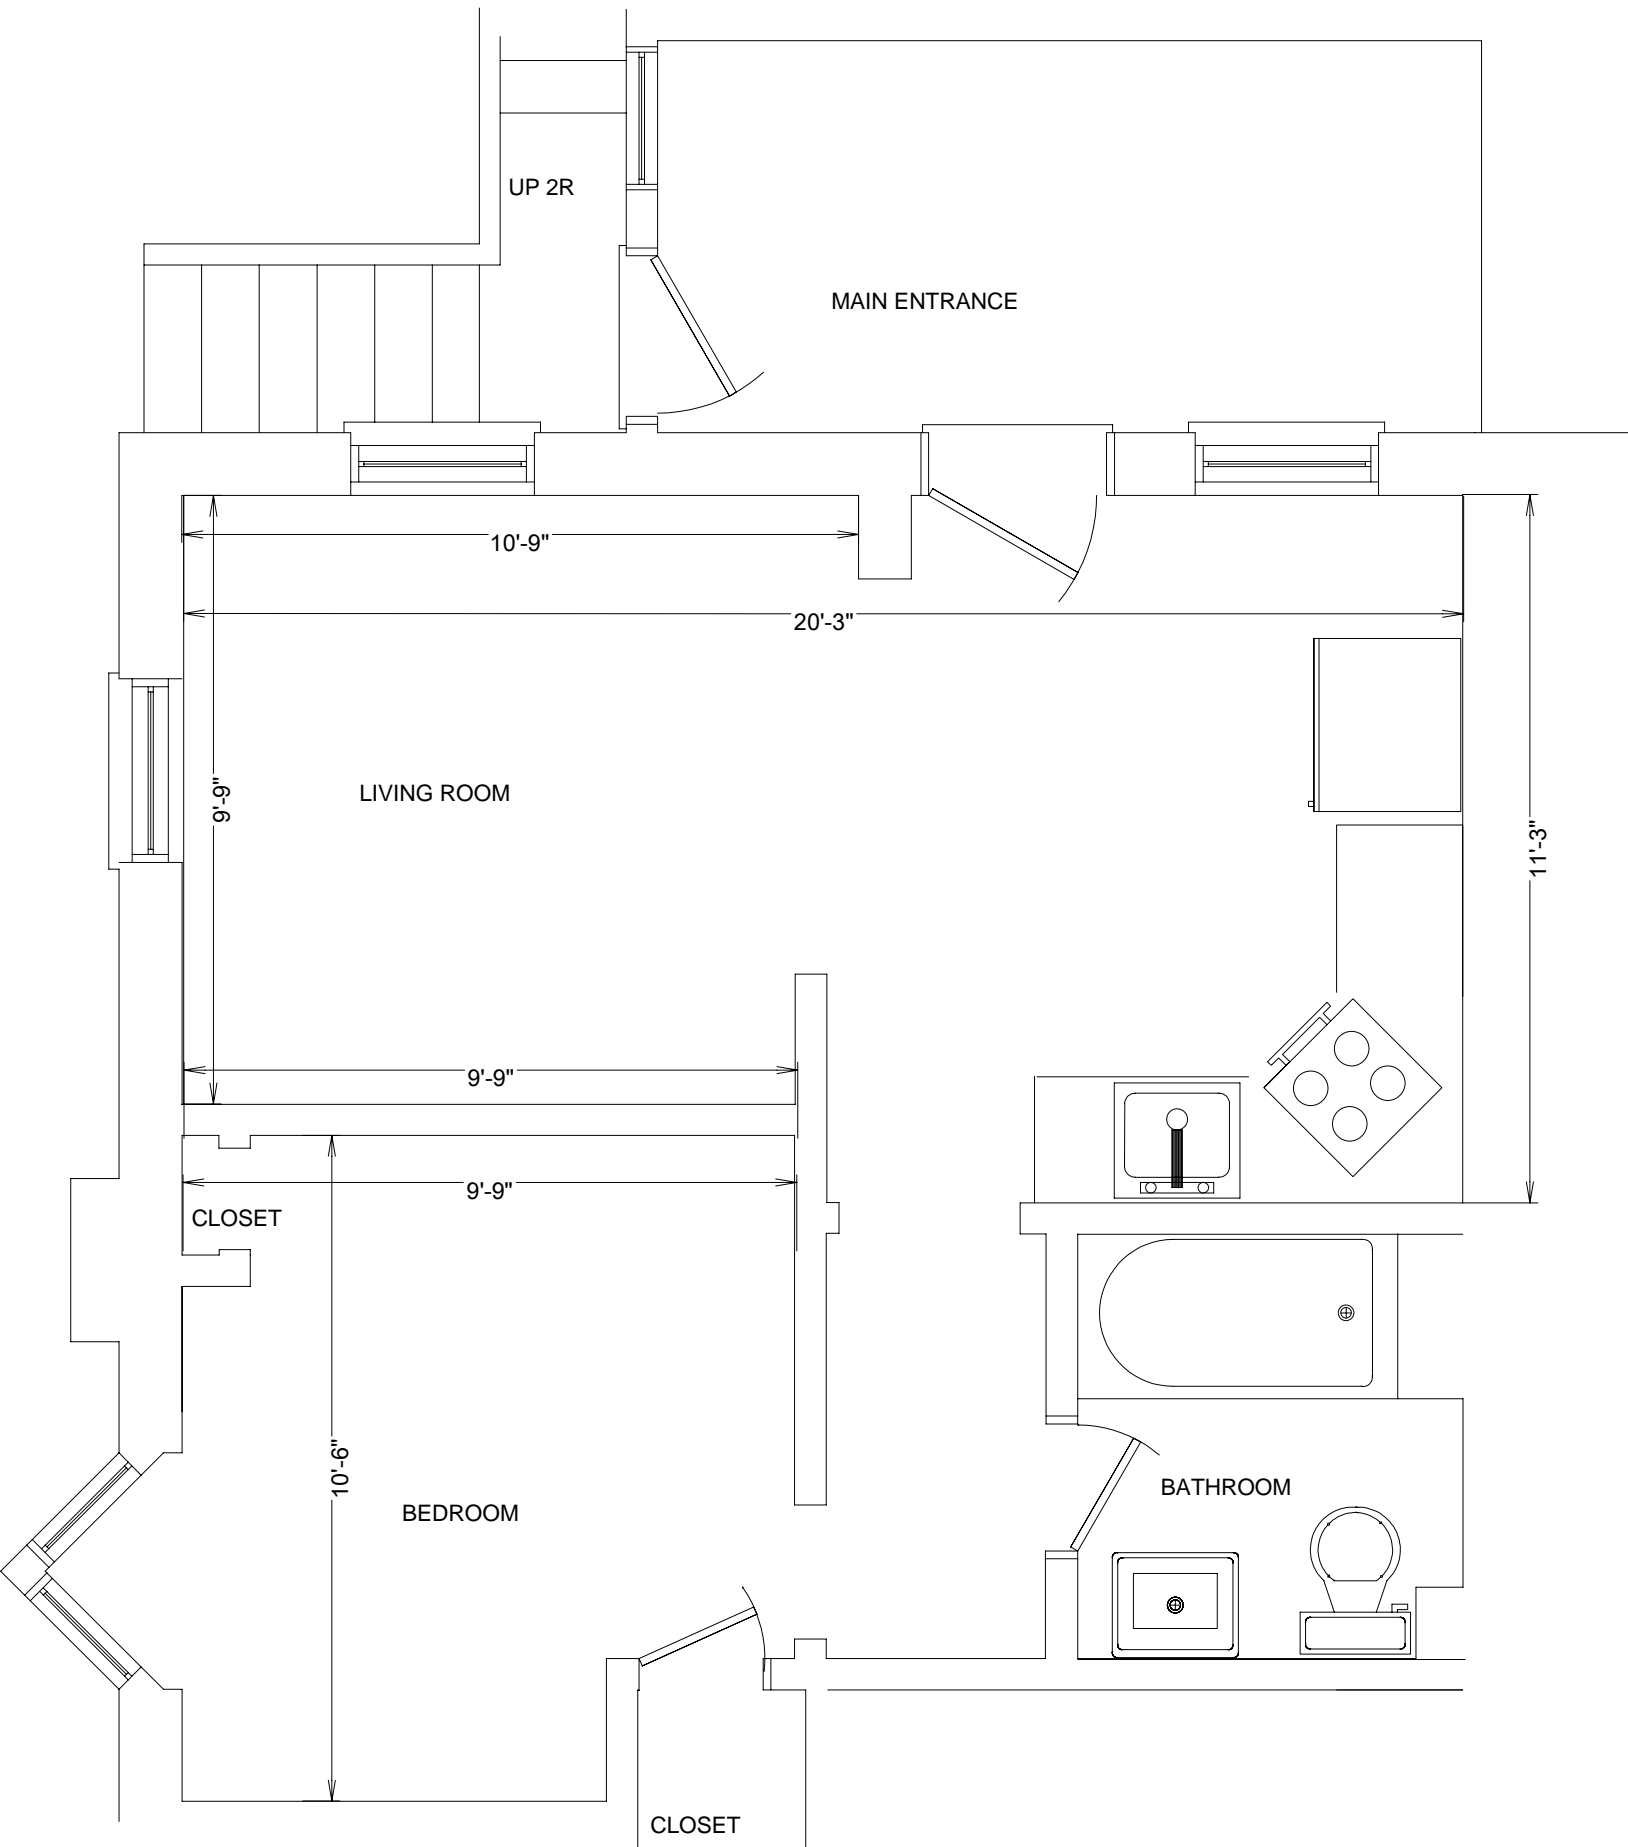 UP 2R
MAIN ENTRANCE
10'-9"
20'-3"
LIVING ROOM
9'-9"
11'-3"
9'-9"
9'-9"
CLOSET
10'-6"
BATHROOM
BEDROOM
CLOSET